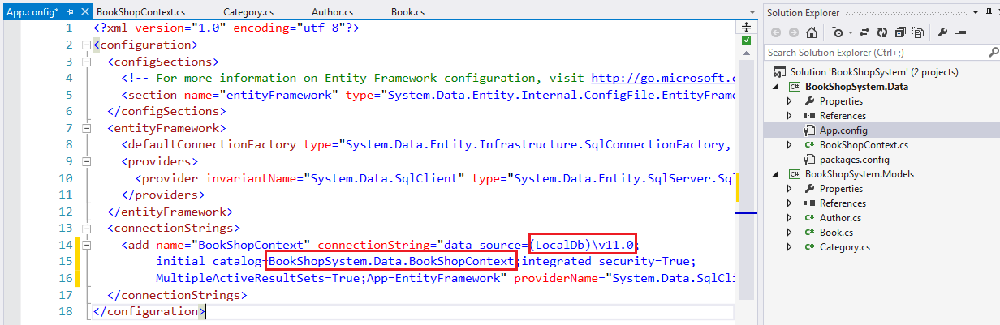 App.config*
BookShopContext.cs
Category.cs
Author.cs
Book.cs
1 <?xml version="1.0" encoding="utf-8"?>
2 <configuration>
3 <configSections>
4 <!-- For more information on Entity Framework configuration, visit http://go.microsoft.c
5 <section name="entityFramework" type="System.Data.Entity.Internal.ConfigFile.EntityFrame
6 </configSections>
7 <entityFramework>
8 <defaultConnectionFactory type="System.Data.Entity.Infrastructure.SqlConnectionFactory,
9 <providers>
10 <provider invariantName="System.Data.SqlClient" type="System.Data.Entity.SqlServer.Sql
11 </providers>
12 </entityFramework>
13 <connectionStrings>
14 <add name="BookShopContext" connectionString="data source=(LocalDb)\v11.0;
15 initial catalog=BookShopSystem.Data.BookShopContext;integrated security=True;
16 MultipleActiveResultSets=True;App=EntityFramework" providerName="System.Data.SqlCli
17 </connectionStrings>
18 </configuration>
Solution Explorer
Search Solution Explorer (Ctrl+;)
Solution 'BookShopSystem' (2 projects)
BookShopSystem.Data
Properties
References
App.config
BookShopContext.cs
packages.config
BookShopSystem.Models
Properties
References
Author.cs
Book.cs
Category.cs